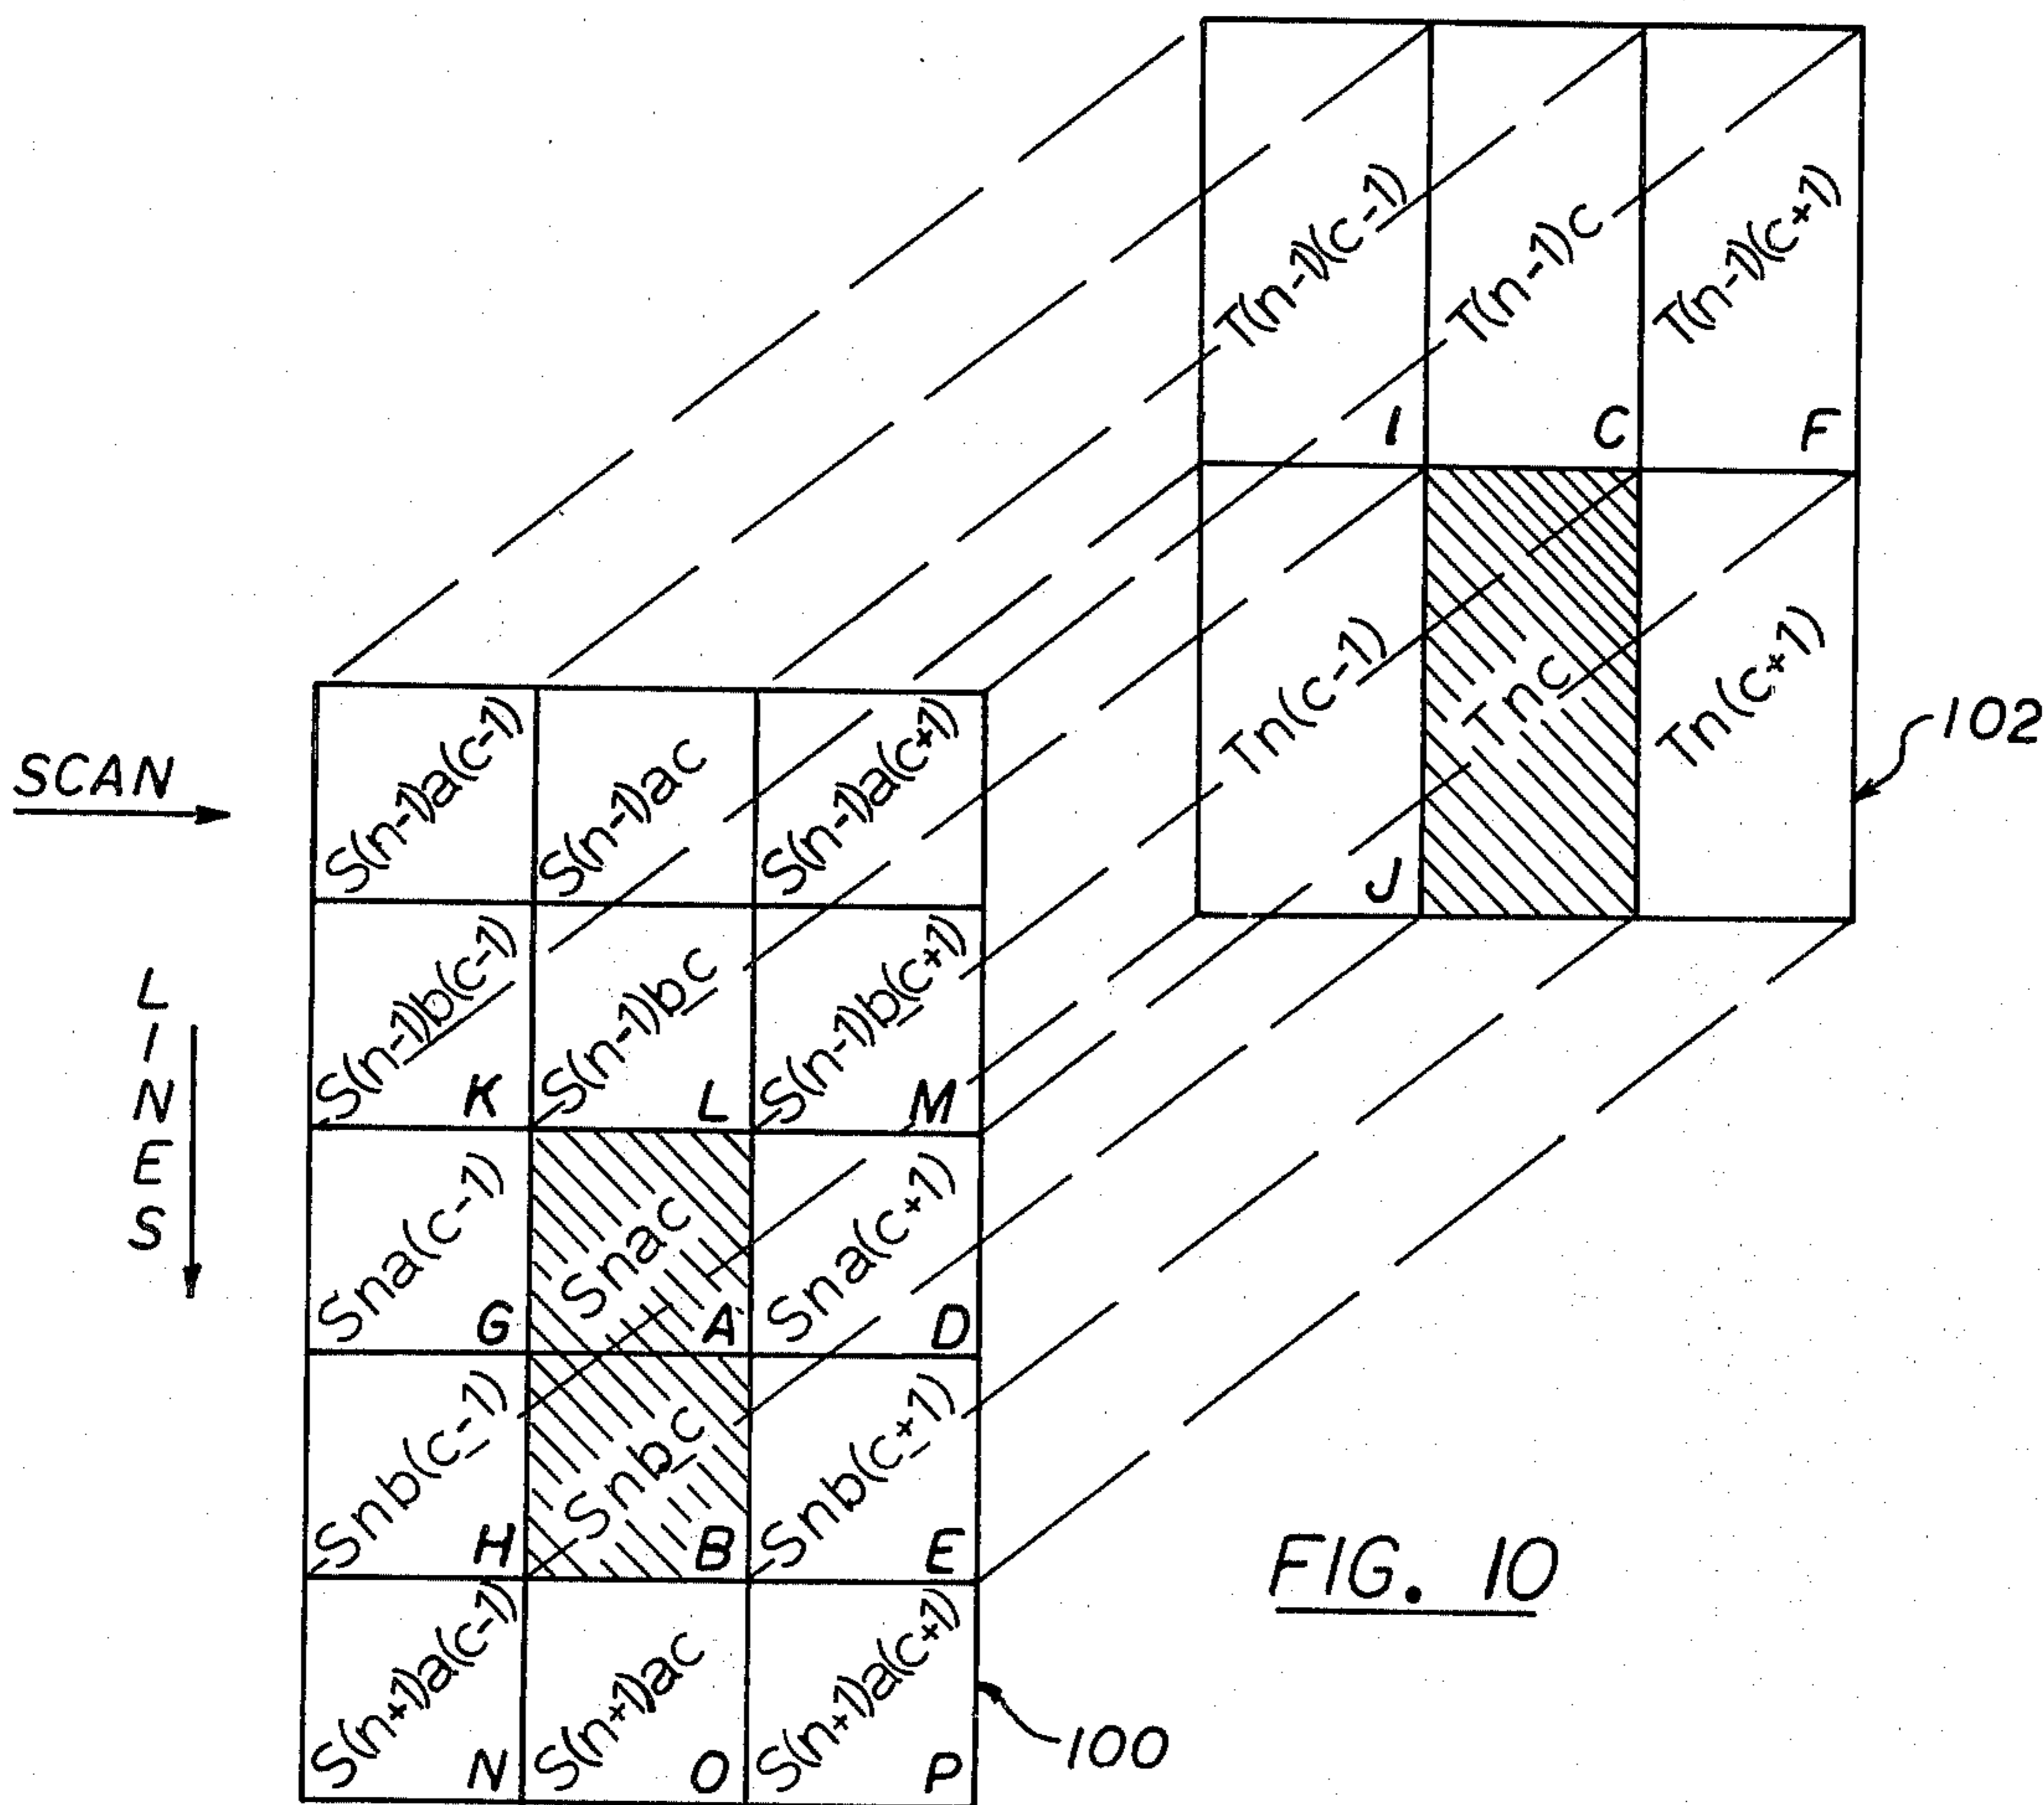 T(n-1)(c-1)
T(n-1)c
T(n-1)(c+1)
I
C
F
Tn(c-1)
Tnc
Tn(c+1)
J
102
SCAN
LINES
S(n-1)a(c-1)
S(n-1)ac
S(n-1)a(c+1)
S(n-1)b(c-1)
S(n-1)bc
S(n-1)b(c+1)
K
L
M
Sna(c-1)
Snac
Sna(c+1)
G
A
D
Snb(c-1)
Snbc
Snb(c+1)
H
B
E
S(n+1)a(c-1)
S(n+1)ac
S(n+1)a(c+1)
N
O
P
100
FIG. 10